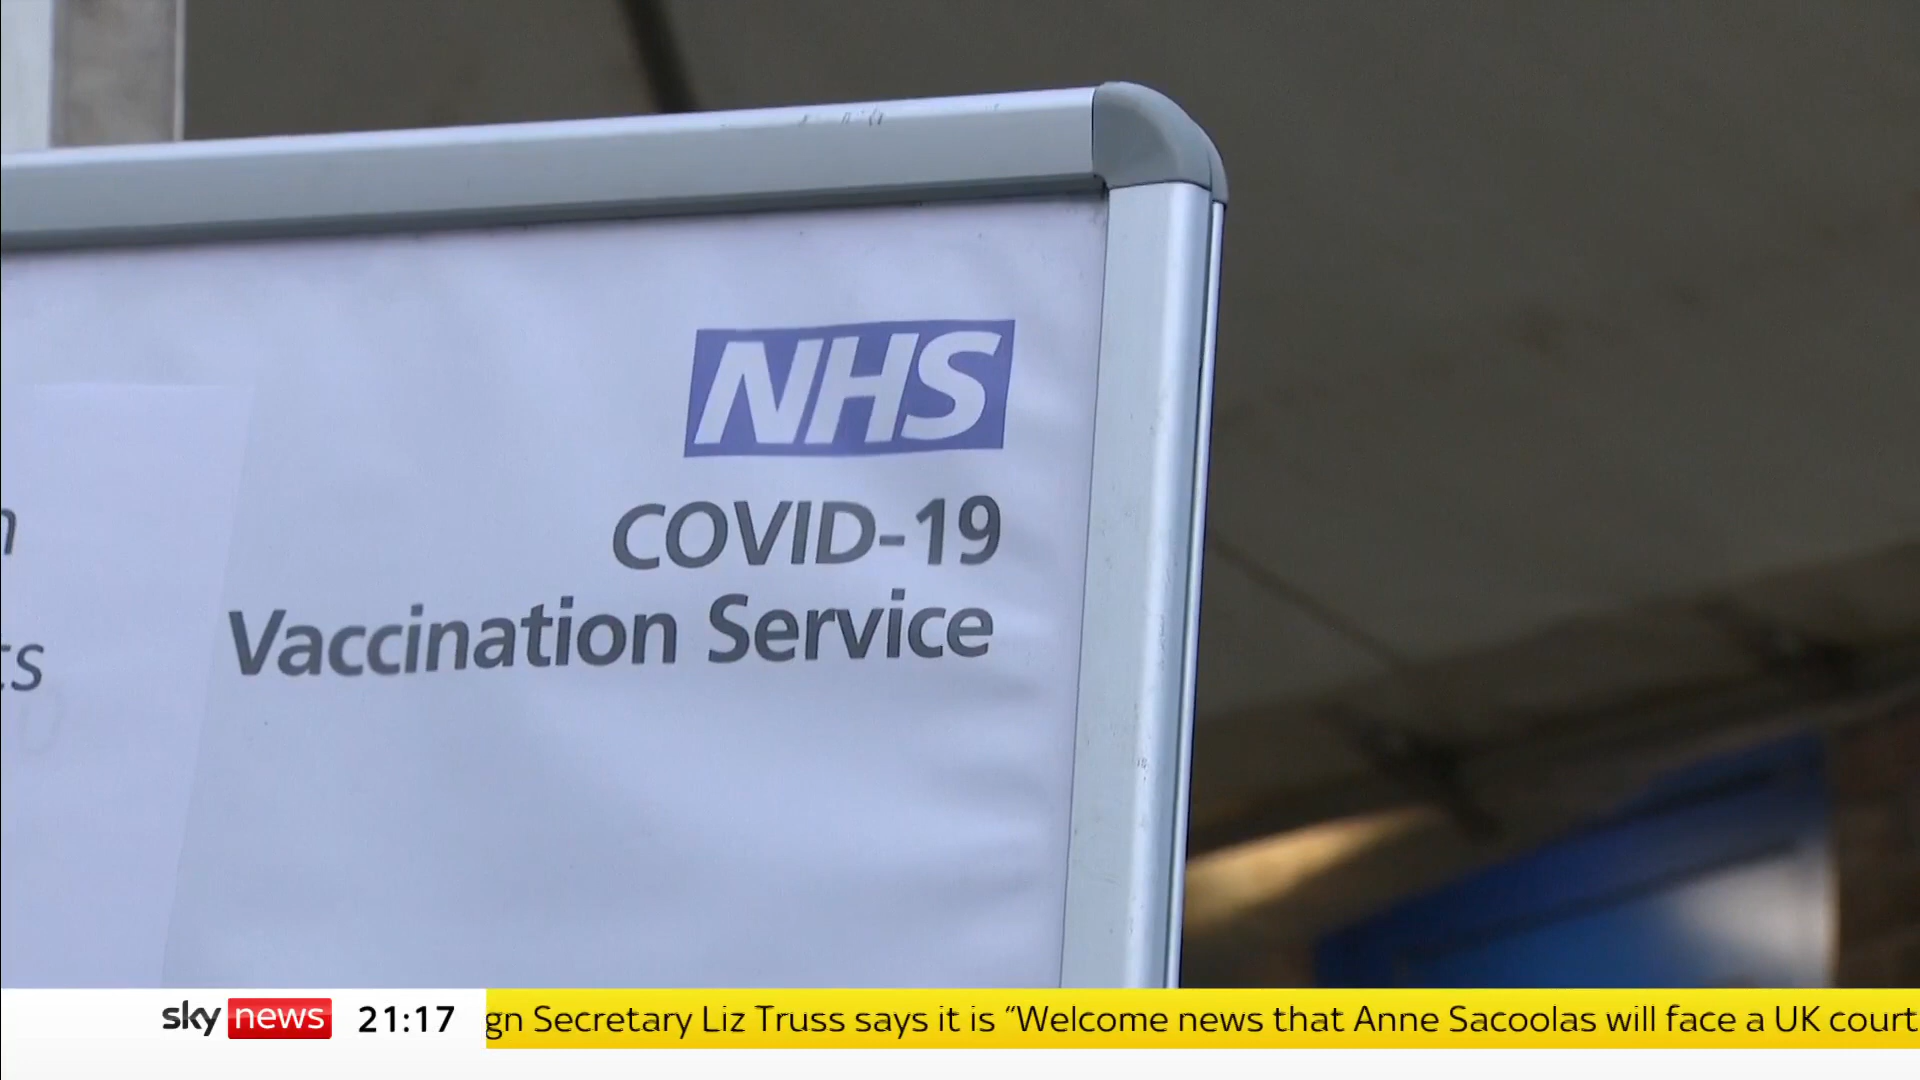 NHS
COVID-19
Vaccination Service
sky news 21:17 gn Secretary Liz Truss says it is “Welcome news that Anne Sacoolas will face a UK court